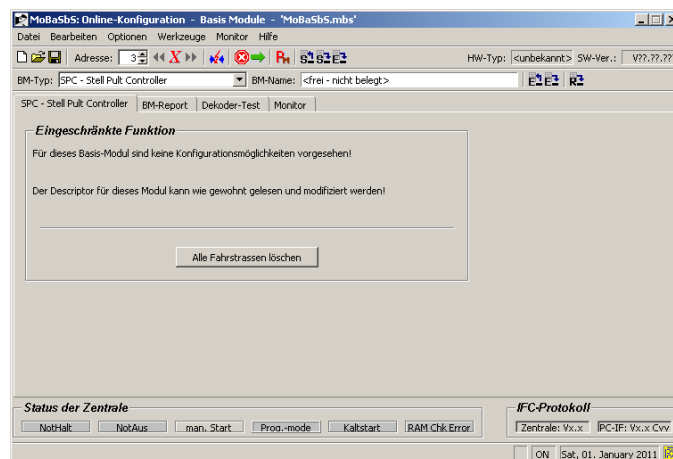 MoBaSbS: Online-Konfiguration - Basis Module - 'MoBaSbS.mbs'
Datei Bearbeiten Optionen Werkzeuge Monitor Hilfe
Adresse: 3 X HW-Typ: <unbekannt> SW-Ver.: V??.??.??
BM-Typ: SPC - Stell Pult Controller BM-Name: <frei - nicht belegt>
SPC - Stell Pult Controller BM-Report Dekoder-Test Monitor
Eingeschränkte Funktion
Für dieses Basis-Modul sind keine Konfigurationsmöglichkeiten vorgesehen!
Der Descriptor für dieses Modul kann wie gewohnt gelesen und modifiziert werden!
Alle Fahrstrassen löschen
Status der Zentrale IFC-Protokoll
NotHalt NotAus man. Start Prog.-mode Kaltstart RAM Chk Error Zentrale: Vx.x PC-IF: Vx.x Cvv
ON Sat, 01. January 2011